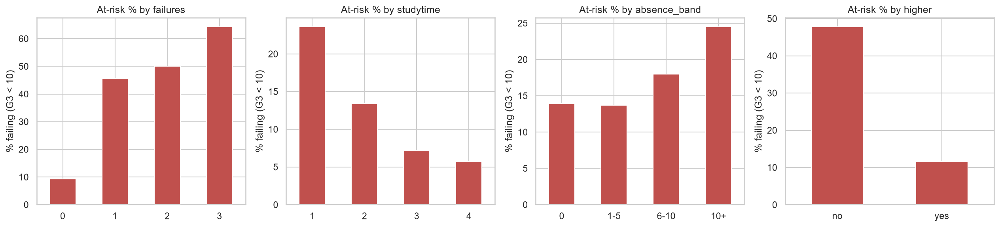 At-risk % by failures
% failing (G3 < 10)
60
50
40
30
20
10
0
0 1 2 3
At-risk % by studytime
% failing (G3 < 10)
20
15
10
5
0
1 2 3 4
At-risk % by absence_band
% failing (G3 < 10)
25
20
15
10
5
0
0 1-5 6-10 10+
At-risk % by higher
% failing (G3 < 10)
50
40
30
20
10
0
no yes